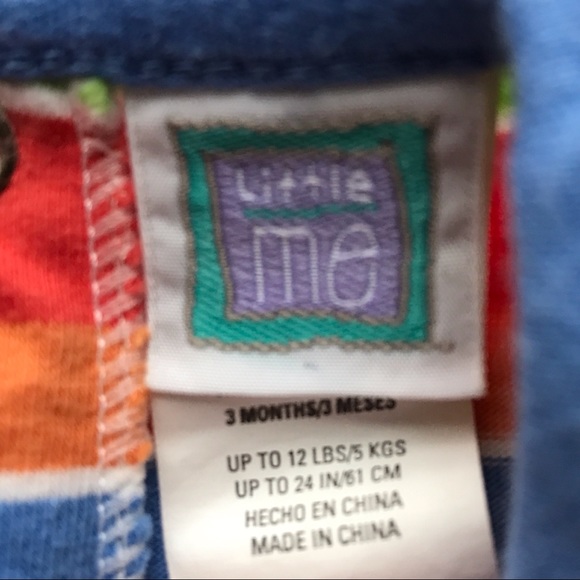 Little
me
3 MONTHS/3 MESES
UP TO 12 LBS/5 KGS
UP TO 24 IN/61 CM
HECHO EN CHINA
MADE IN CHINA